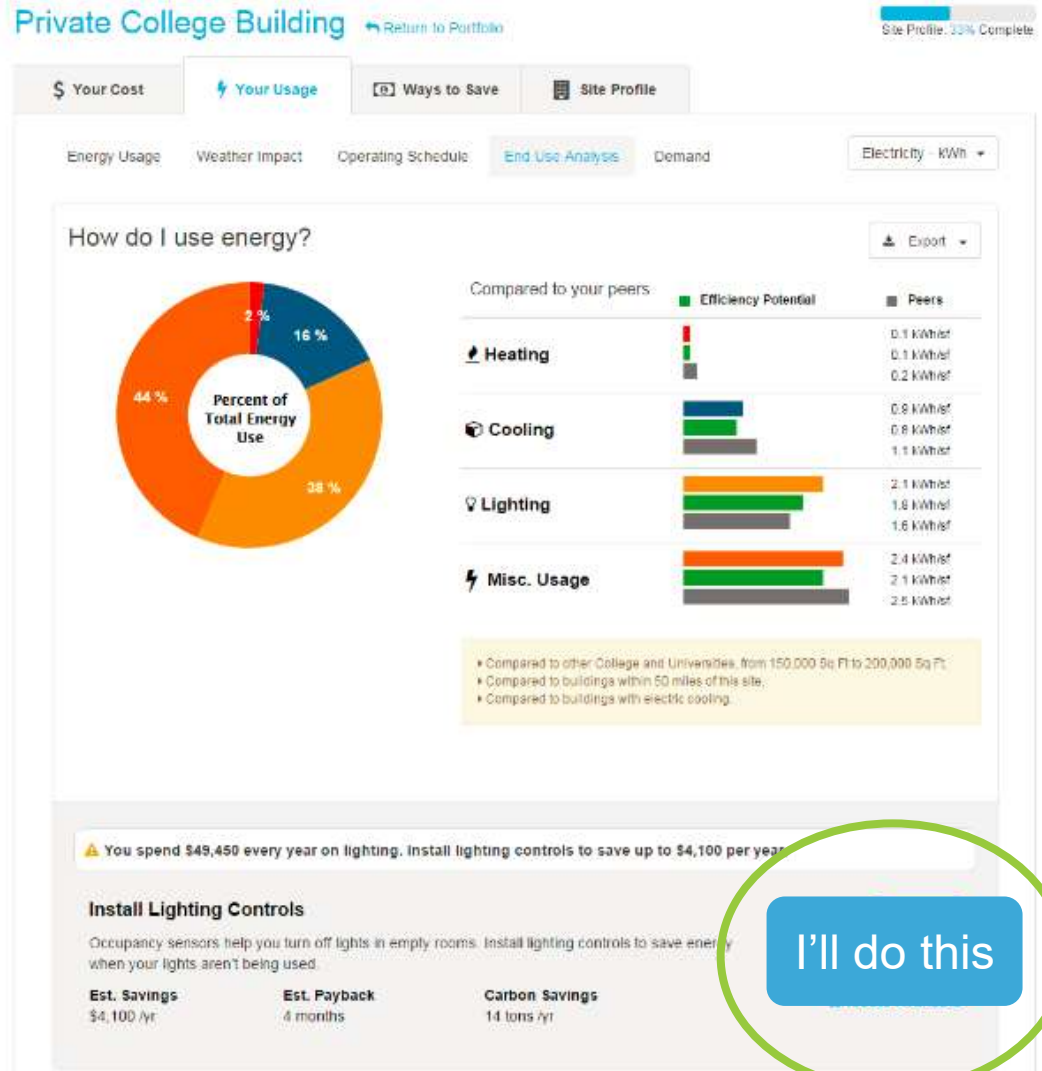 Private College Building Return to Portfolio
Site Profile: 33% Complete
$ Your Cost Your Usage Ways to Save Site Profile
Energy Usage Weather Impact Operating Schedule End Use Analysis Demand Electricity - kWh
How do I use energy?
Export
2 %
16 %
44 %
38 %
Percent of
Total Energy
Use
Compared to your peers Efficiency Potential Peers
Heating
0.1 kWh/sf
0.1 kWh/sf
0.2 kWh/sf
Cooling
0.9 kWh/sf
0.8 kWh/sf
1.1 kWh/sf
Lighting
2.1 kWh/sf
1.8 kWh/sf
1.6 kWh/sf
Misc. Usage
2.4 kWh/sf
2.1 kWh/sf
2.5 kWh/sf
Compared to other College and Universities, from 150,000 Sq Ft to 200,000 Sq Ft
Compared to buildings within 50 miles of this site.
Compared to buildings with electric cooling.
You spend $49,450 every year on lighting. Install lighting controls to save up to $4,100 per year
Install Lighting Controls
Occupancy sensors help you turn off lights in empty rooms. Install lighting controls to save energy
when your lights aren't being used.
Est. Savings Est. Payback Carbon Savings
$4,100 /yr 4 months 14 tons /yr
I'll do this